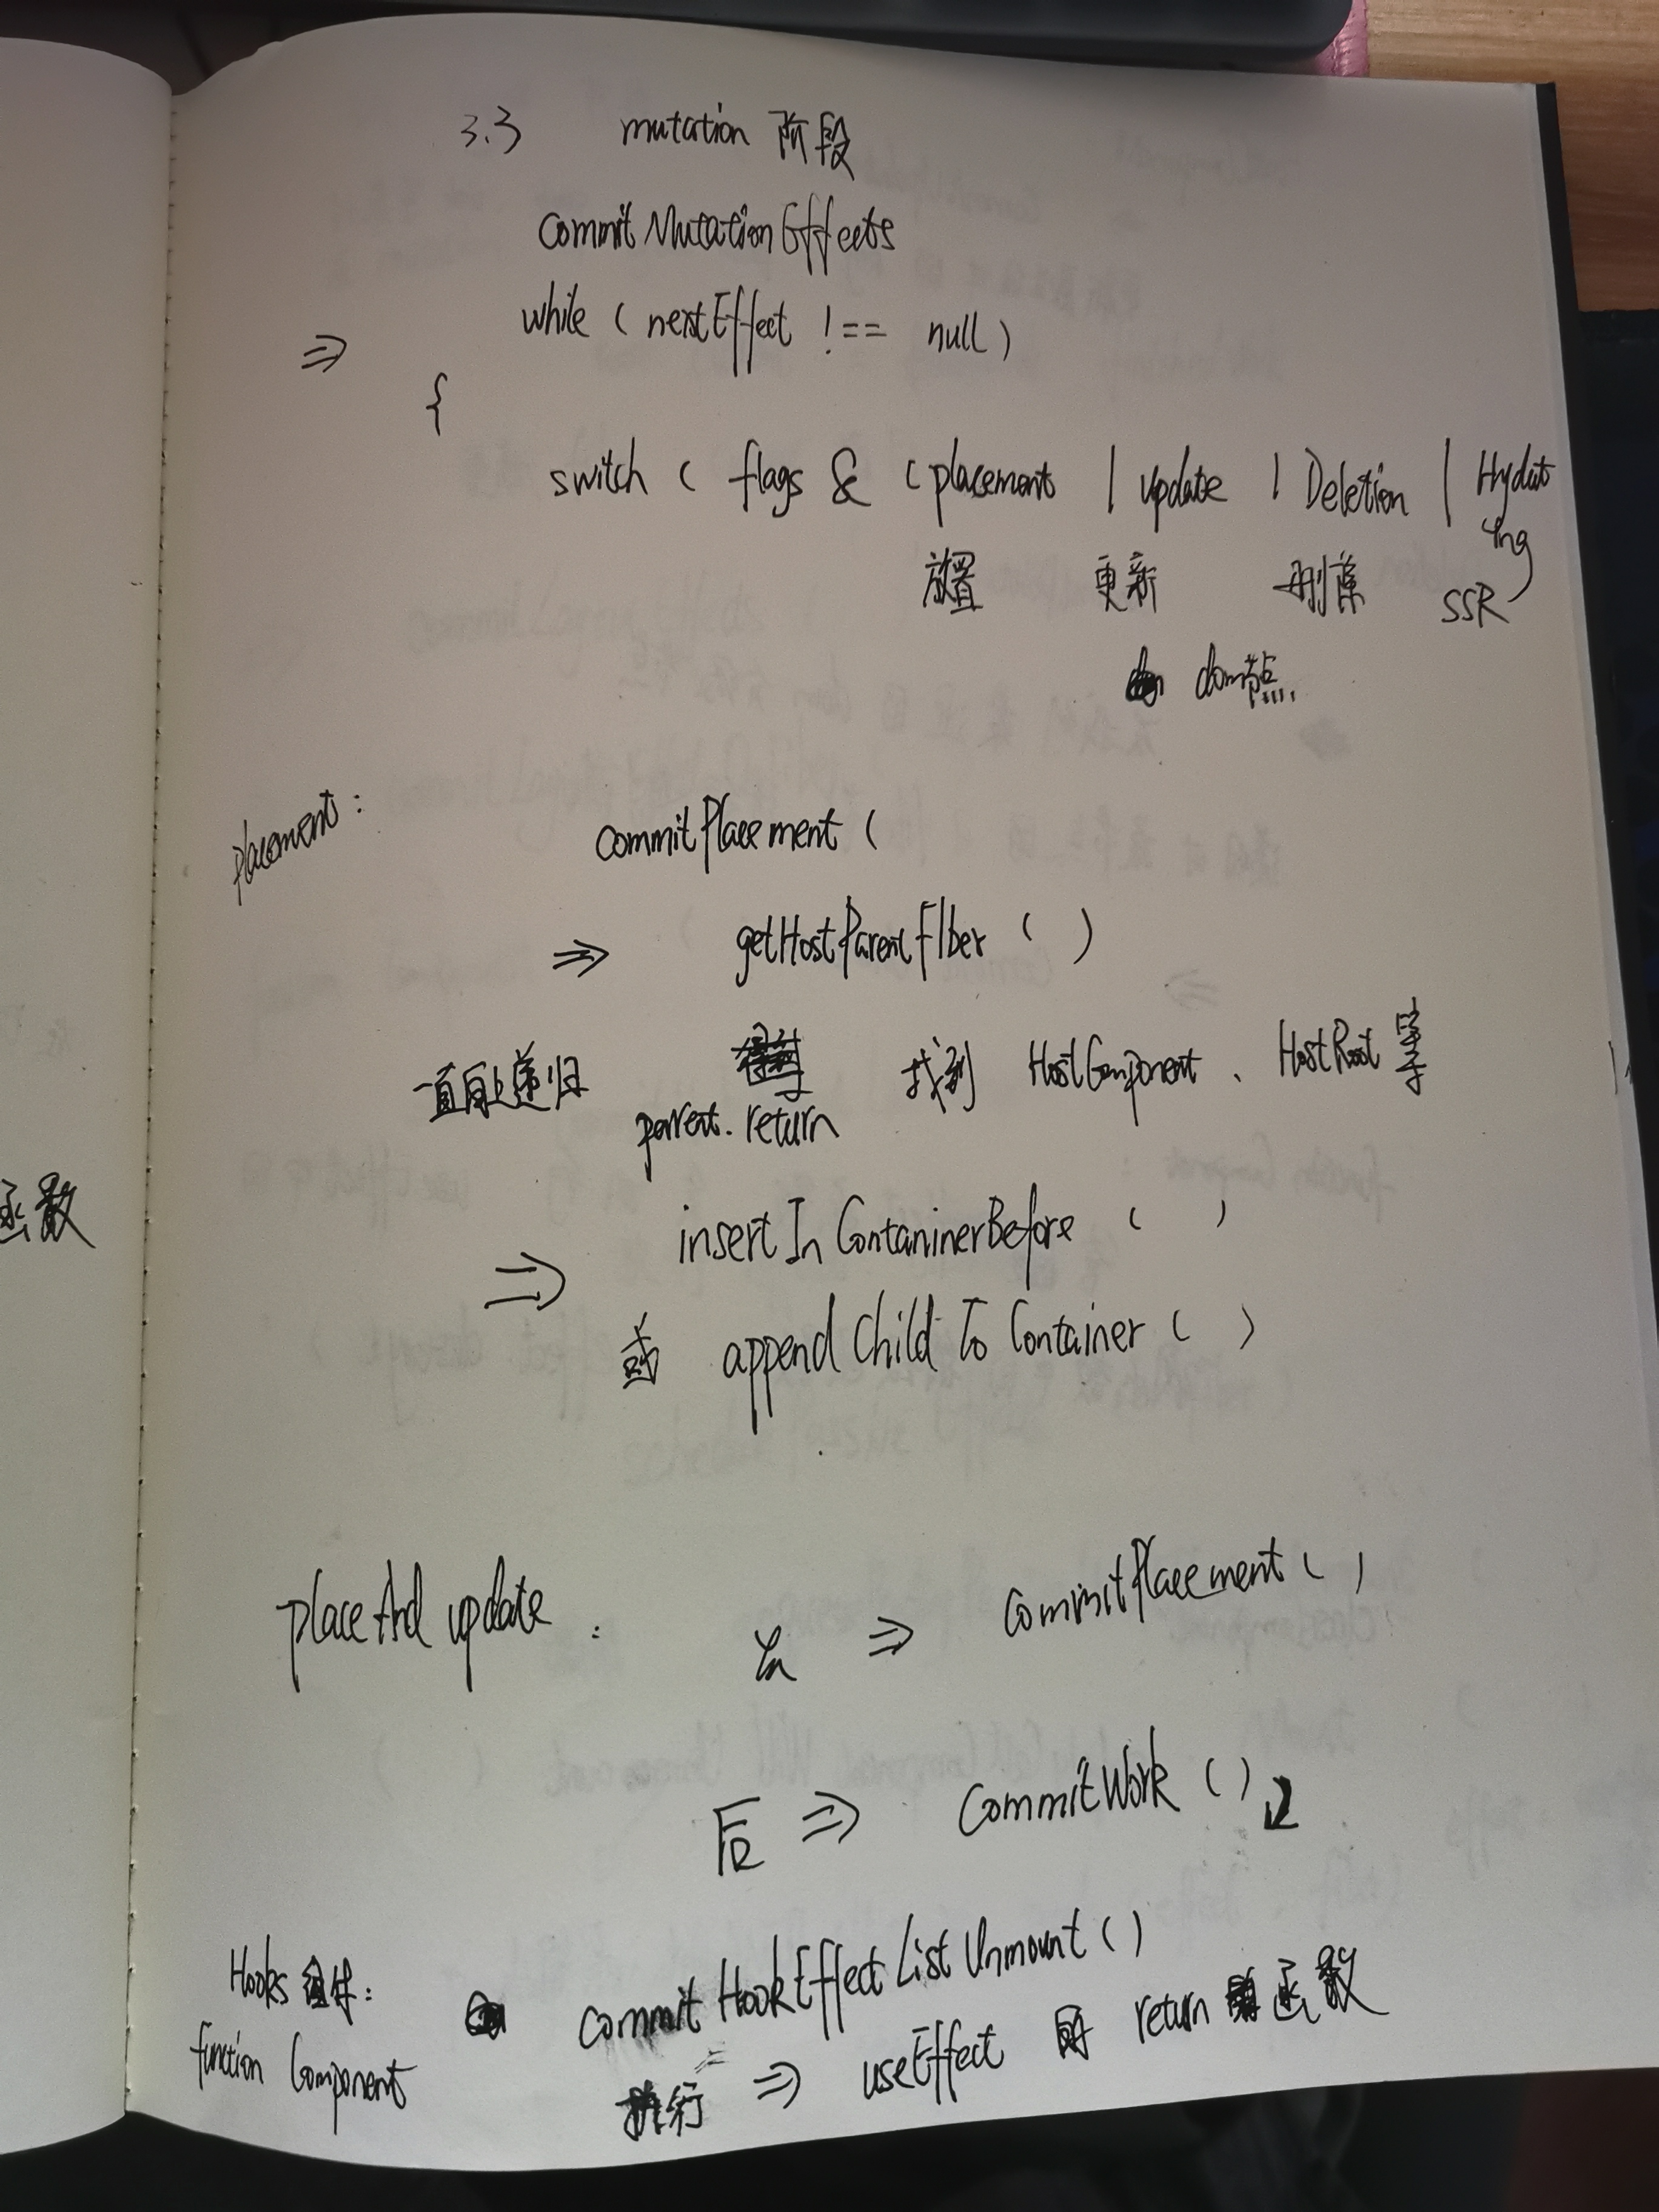 3.3 mutation 阶段
commitMutationEffects
⇒ while ( nextEffect !== null )
{
switch ( flags & ( placement | update | Deletion | Hydrating
放置 更新 删除 SSR
dom节点
placement: commitPlacement (
⇒ getHostParentFiber ( )
一直向上递归 parent.return 找到 HostComponent、HostRoot 等
⇒ insertInContaninerBefore ( )
或 appendChildToContainer ( )
placeAnd update: 先 ⇒ commitPlacement ( )
后 ⇒ CommitWork ( )
Hooks 组件: commitHookEffectListUnmount ( )
function Component 执行 ⇒ useEffect 的 return 函数
函数